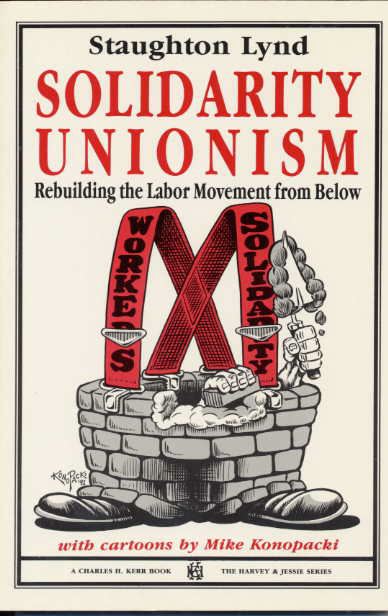 Staughton Lynd
SOLIDARITY
UNIONISM
Rebuilding the Labor Movement from Below
WORKERS
SOLIDARITY
KONOPACKI
with cartoons by Mike Konopacki
A CHARLES H. KERR BOOK
THE HARVEY & JESSIE SERIES